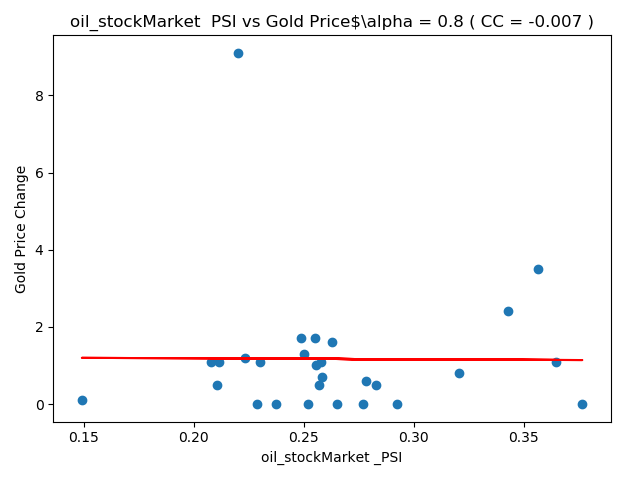 oil_stockMarket  PSI vs Gold Price$\alpha = 0.8 ( CC = -0.007 )
Gold Price Change
8
6
4
2
0
0.15 0.20 0.25 0.30 0.35
oil_stockMarket _PSI